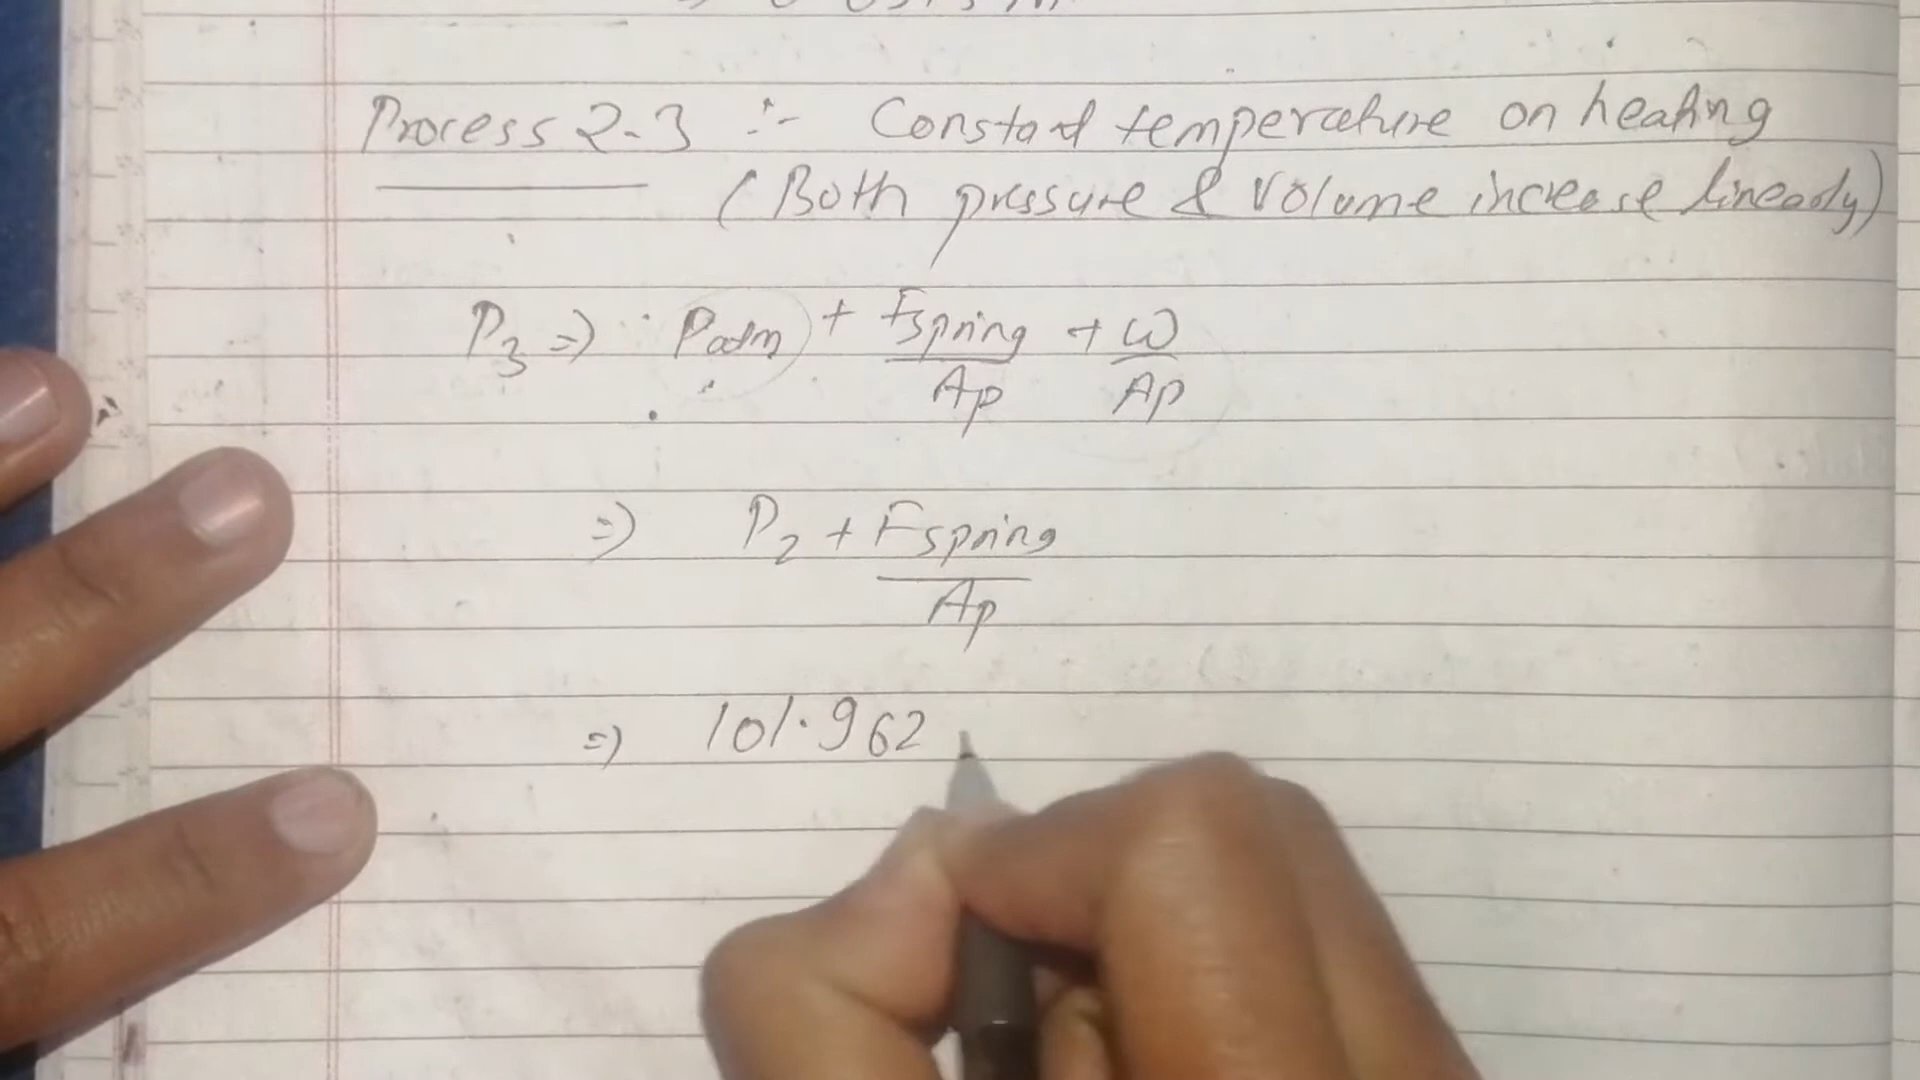 Process 2-3 :- Constant temperature on heating
(Both pressure & volume increase linearly)
P3 => Patm + Fspring/Ap + W/Ap
=> P2 + Fspring/Ap
=> 101.962